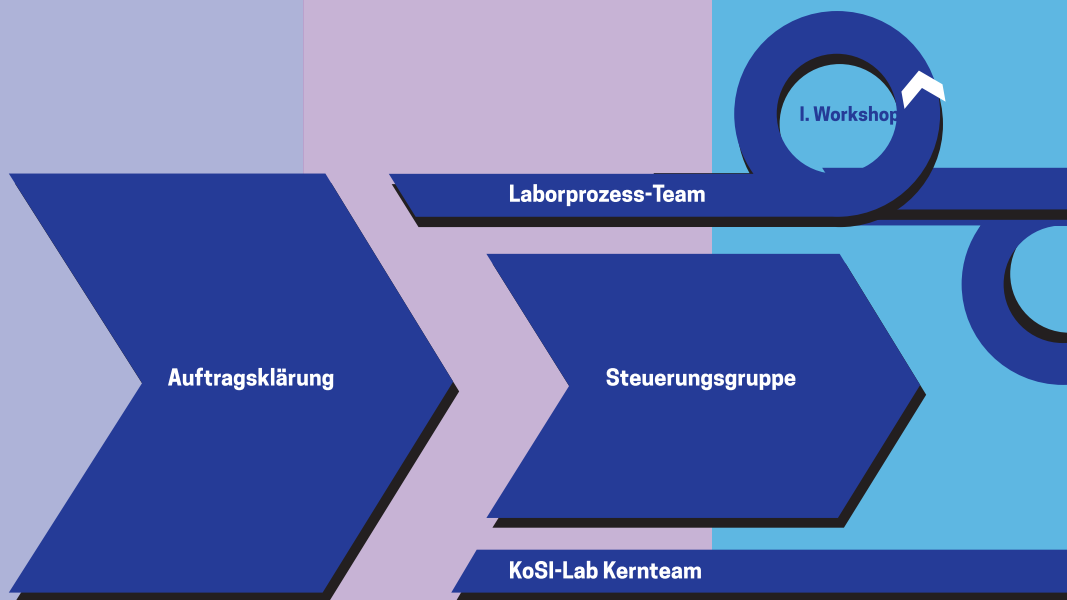 I. Workshop
Laborprozess-Team
Auftragsklärung
Steuerungsgruppe
KoSI-Lab Kernteam